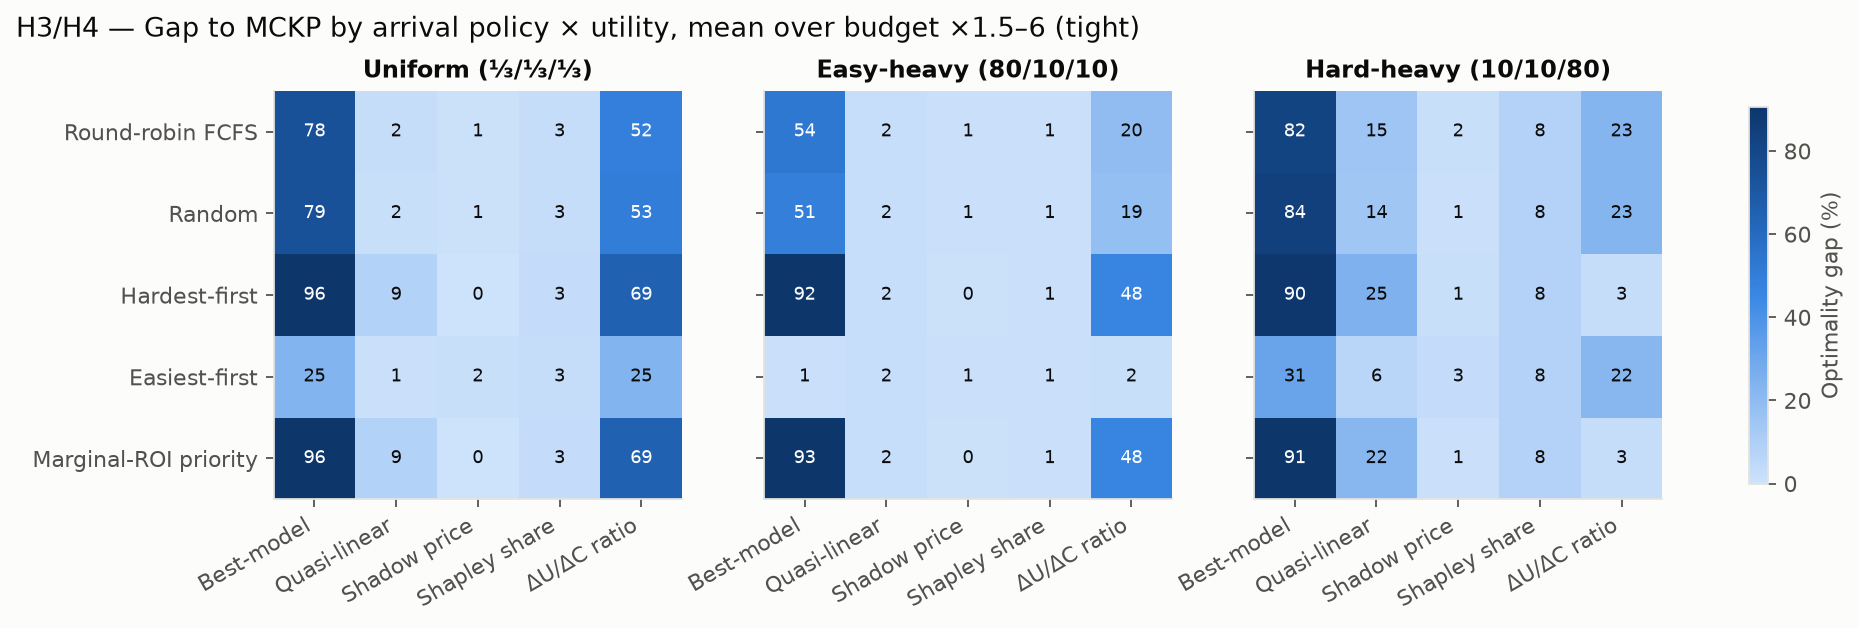 H3/H4 — Gap to MCKP by arrival policy × utility, mean over budget ×1.5–6 (tight)
Uniform (⅓/⅓/⅓)
Easy-heavy (80/10/10)
Hard-heavy (10/10/80)
Round-robin FCFS 78 2 1 3 52 54 2 1 1 20 82 15 2 8 23
Random 79 2 1 3 53 51 2 1 1 19 84 14 1 8 23
Hardest-first 96 9 0 3 69 92 2 0 1 48 90 25 1 8 3
Easiest-first 25 1 2 3 25 1 2 1 1 2 31 6 3 8 22
Marginal-ROI priority 96 9 0 3 69 93 2 0 1 48 91 22 1 8 3
Best-model Quasi-linear Shadow price Shapley share ΔU/ΔC ratio
Best-model Quasi-linear Shadow price Shapley share ΔU/ΔC ratio
Best-model Quasi-linear Shadow price Shapley share ΔU/ΔC ratio
80
60
40
20
0
Optimality gap (%)